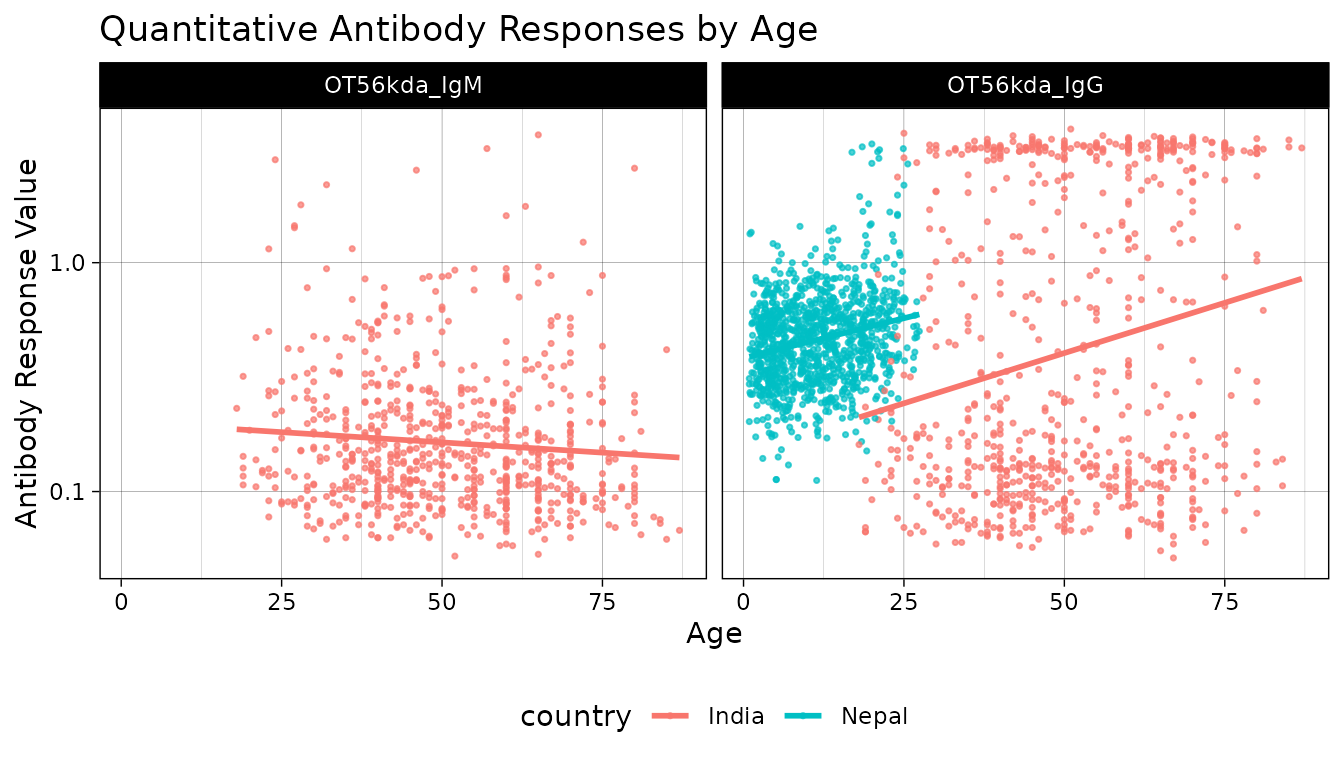 Quantitative Antibody Responses by Age
OT56kda_IgM
OT56kda_IgG
Antibody Response Value
1.0
0.1
0 25 50 75
0 25 50 75
Age
country India Nepal